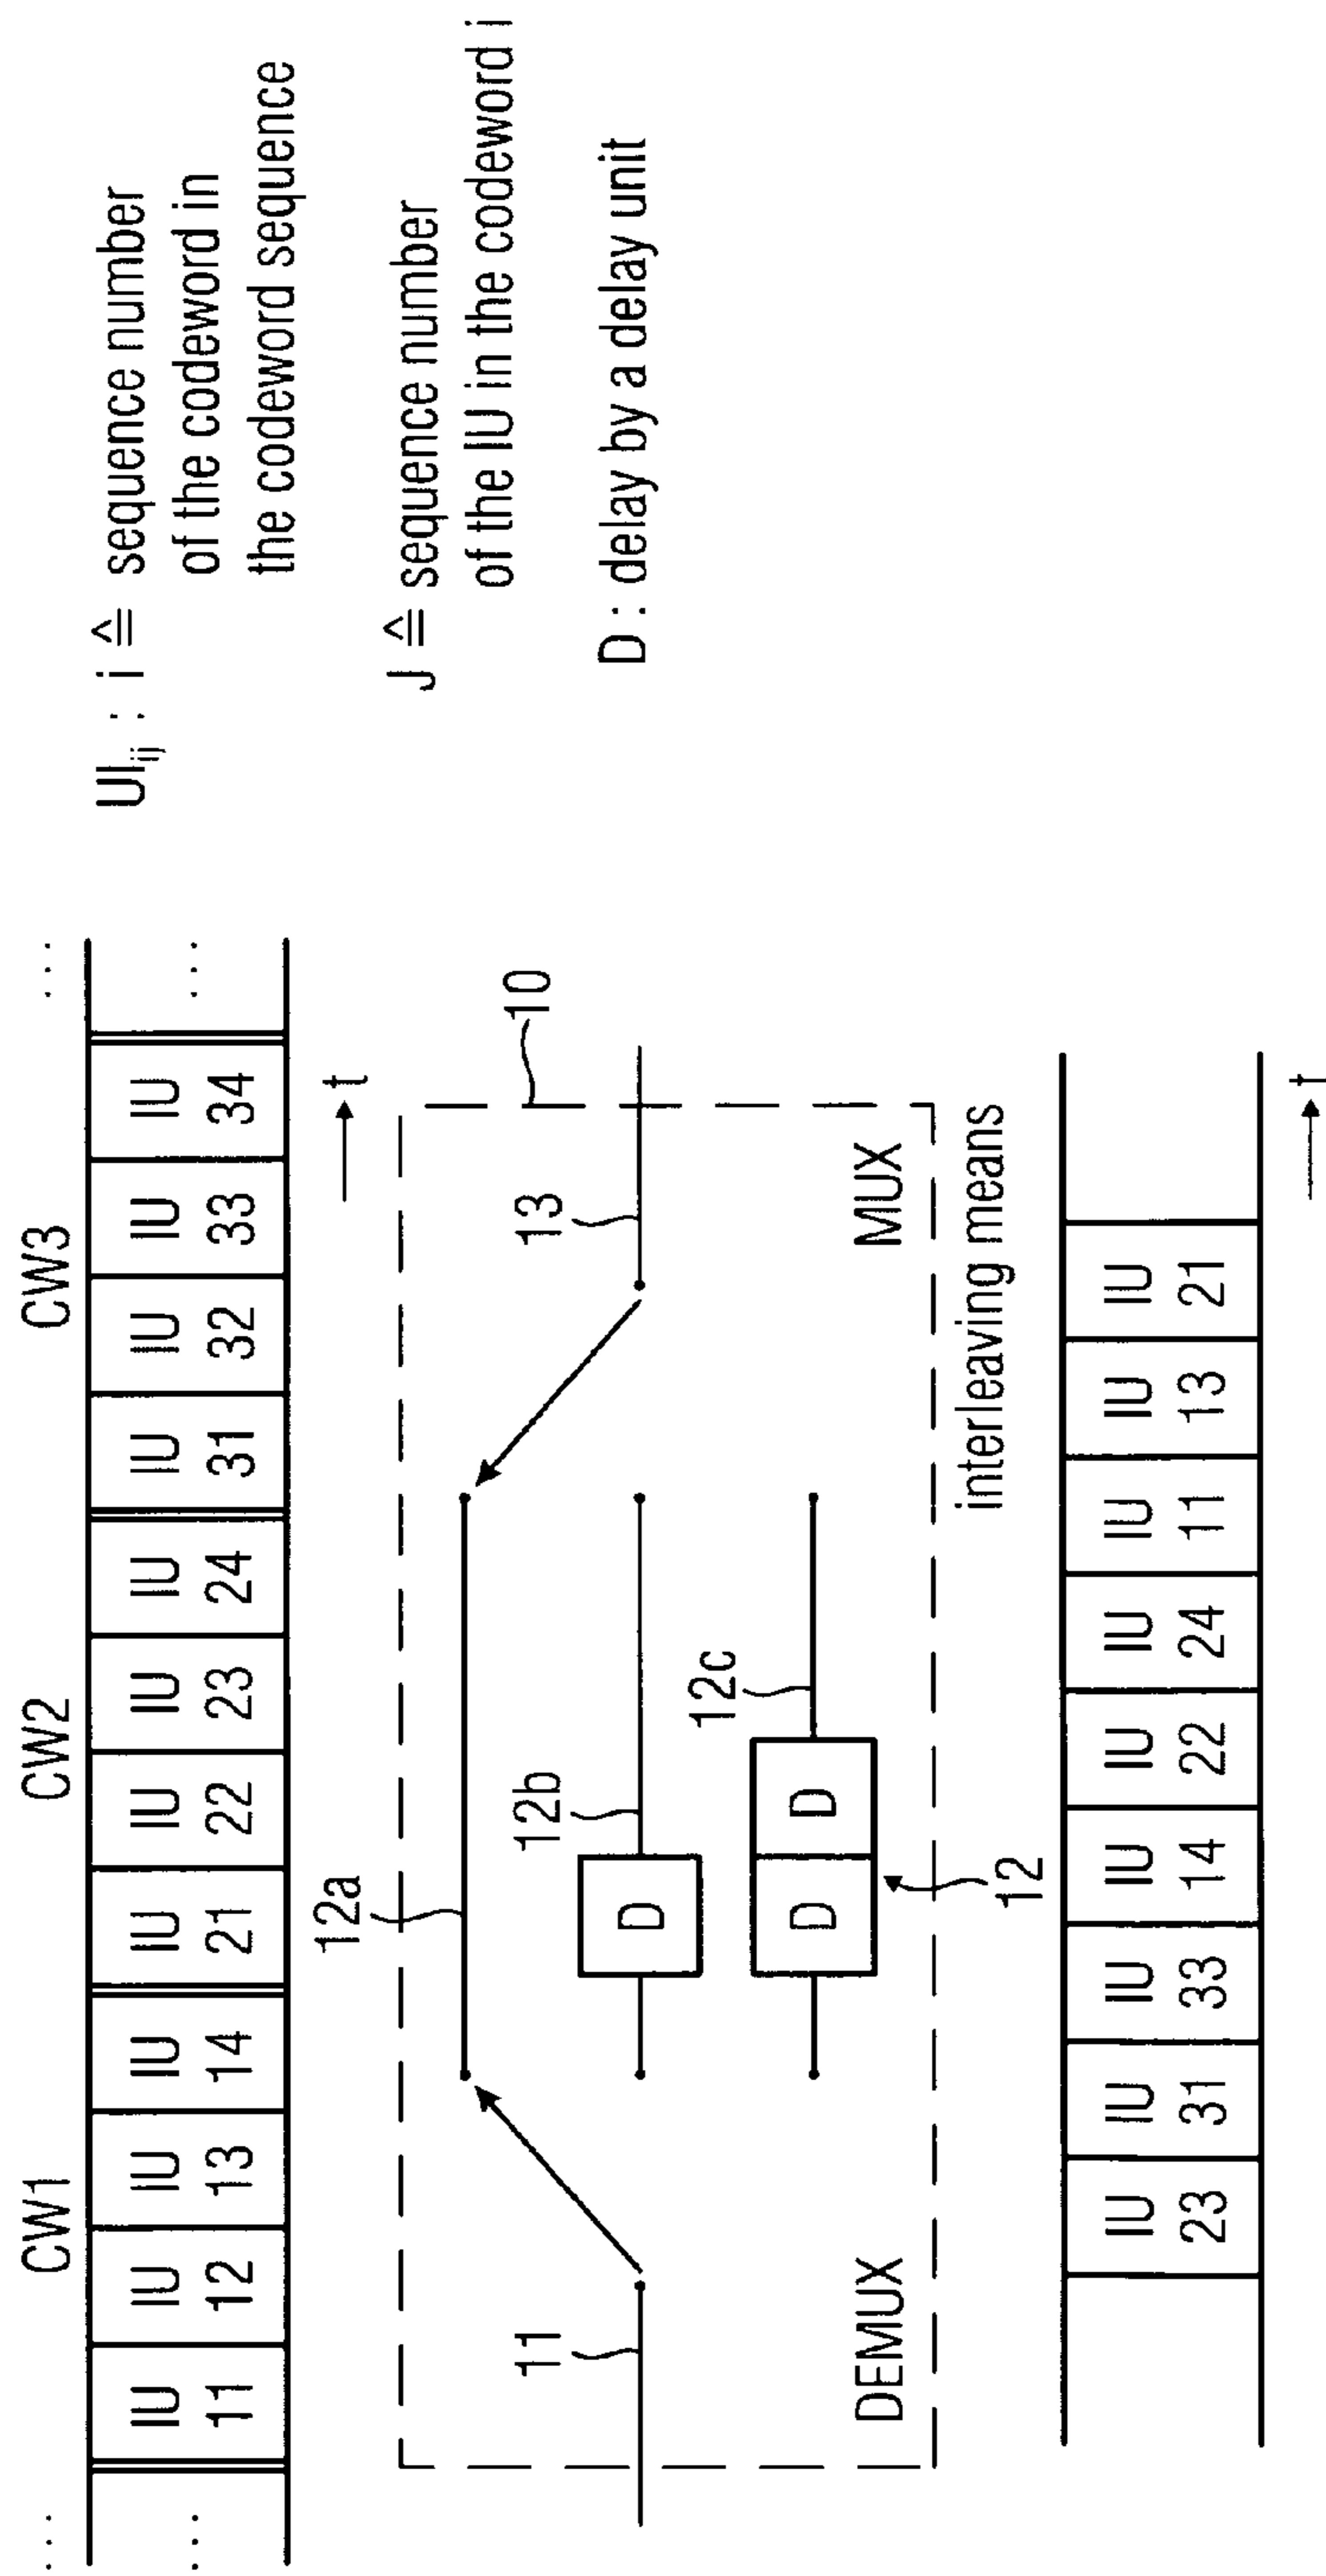 ... CW1 CW2 CW3 ...
... IU 11 IU 12 IU 13 IU 14 IU 21 IU 22 IU 23 IU 24 IU 31 IU 32 IU 33 IU 34 ...
t
UI_ij : i ≙ sequence number
of the codeword in
the codeword sequence
J ≙ sequence number
of the IU in the codeword i
D : delay by a delay unit
12a
10
11
12b
13
D
12c
D D
DEMUX
MUX
12
interleaving means
IU 23 IU 31 IU 33 IU 14 IU 22 IU 24 IU 11 IU 13 IU 21
t